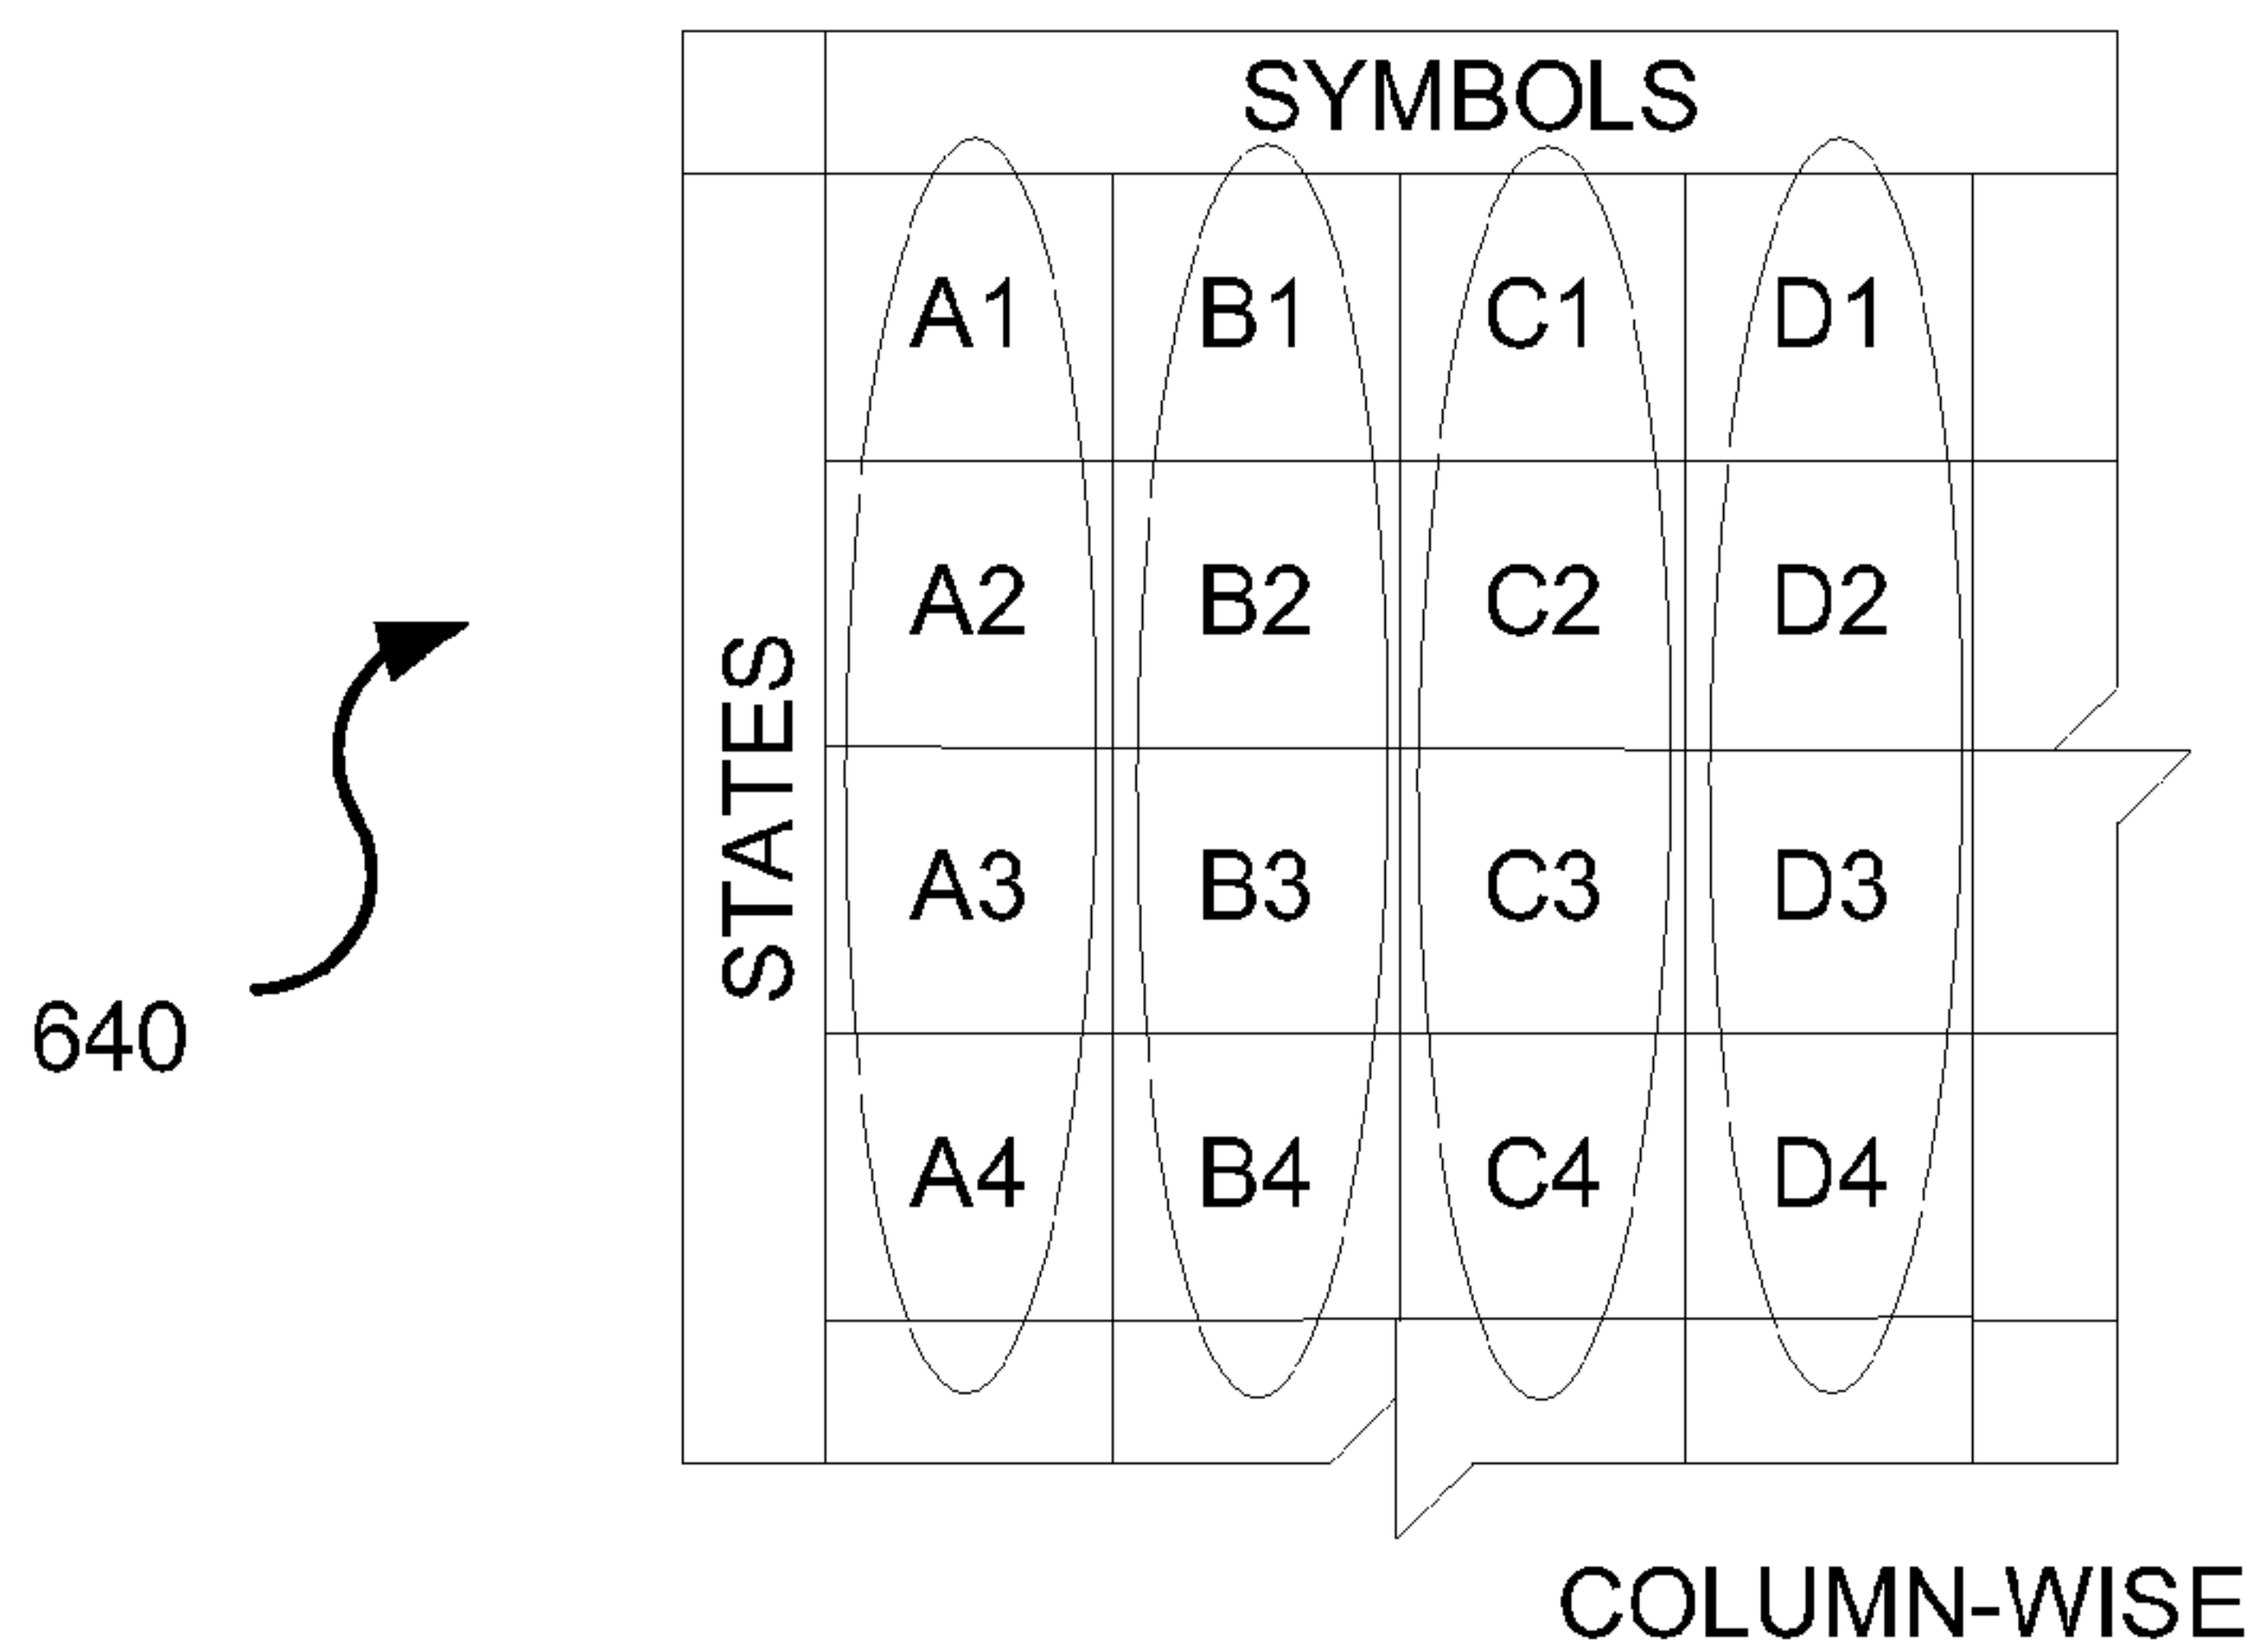 SYMBOLS
STATES
A1 B1 C1 D1
A2 B2 C2 D2
A3 B3 C3 D3
A4 B4 C4 D4
640
COLUMN-WISE